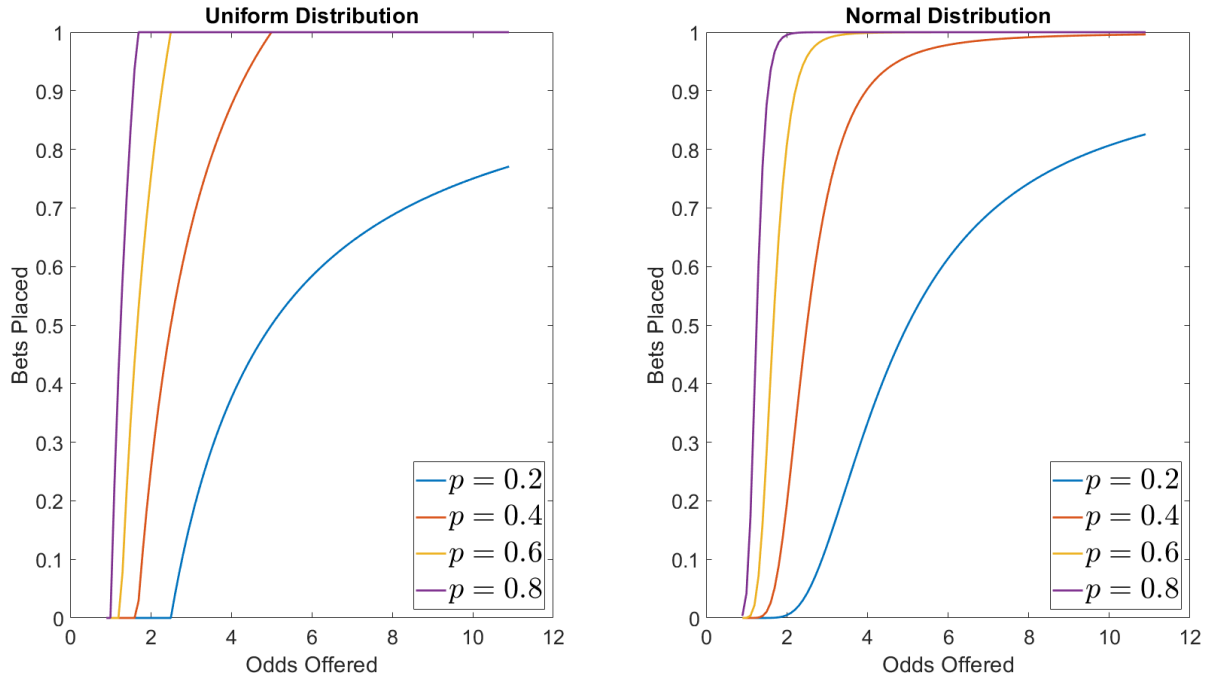 Uniform Distribution
1
0.9
0.8
0.7
0.6
0.5
0.4
0.3
0.2
0.1
0
Bets Placed
0 2 4 6 8 10 12
Odds Offered
p = 0.2
p = 0.4
p = 0.6
p = 0.8
Normal Distribution
1
0.9
0.8
0.7
0.6
0.5
0.4
0.3
0.2
0.1
0
Bets Placed
0 2 4 6 8 10 12
Odds Offered
p = 0.2
p = 0.4
p = 0.6
p = 0.8